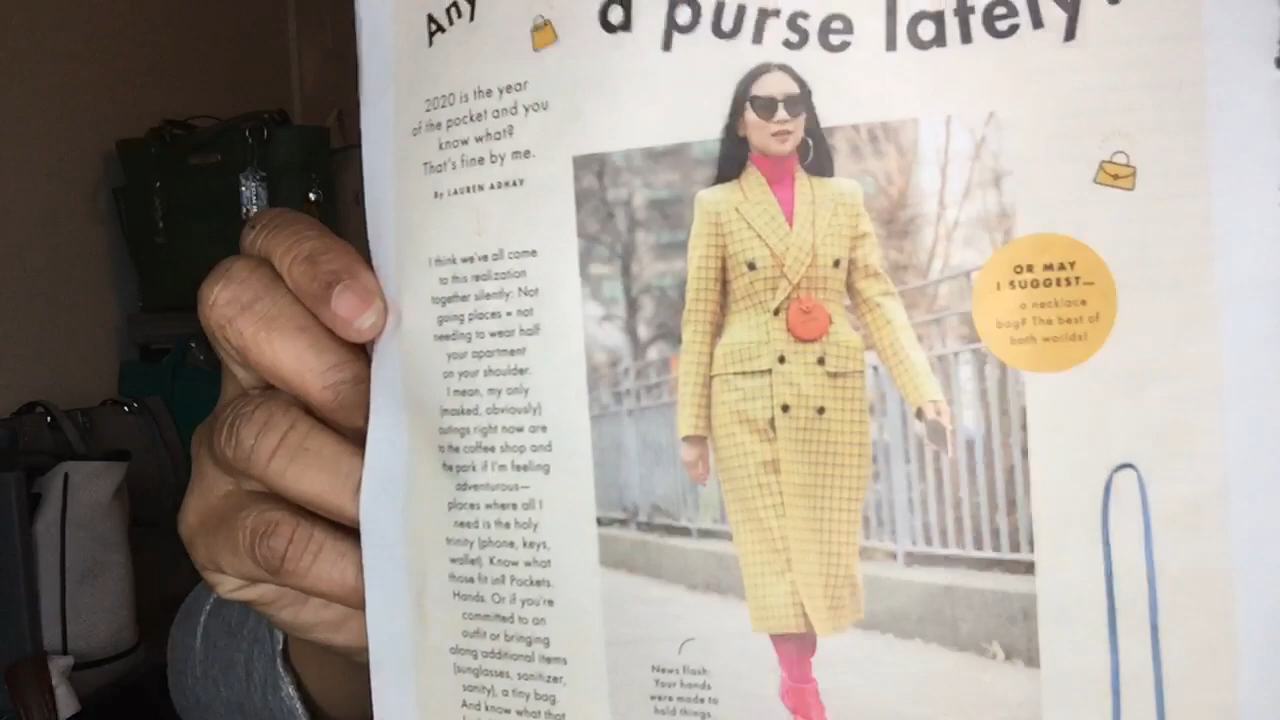 Any
a purse lately?
2020 is the year
of the pocket and you
know what?
That's fine by me.
By LAUREN ADHAV
I think we've all come
to this realization
together silently: Not
going places = not
needing to wear half
your apartment
on your shoulder.
I mean, my only
(masked, obviously)
outings right now are
to the coffee shop and
the park if I'm feeling
adventurous—
places where all I
need is the holy
trinity (phone, keys,
wallet). Know what
those fit in? Pockets.
Hands. Or if you're
committed to an
outfit or bringing
along additional items
(sunglasses, sanitizer,
sanity), a tiny bag.
And know what that
OR MAY
I SUGGEST—
a necklace
bag? The best of
both worlds!
News flash:
Your hands
were made to
hold things.